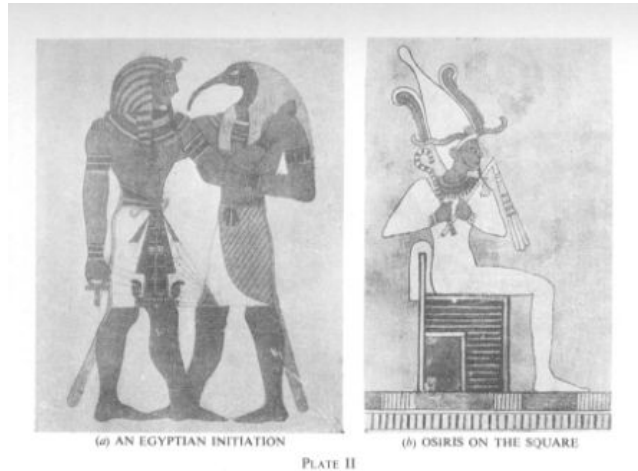 (a) AN EGYPTIAN INITIATION
(b) OSIRIS ON THE SQUARE
PLATE II